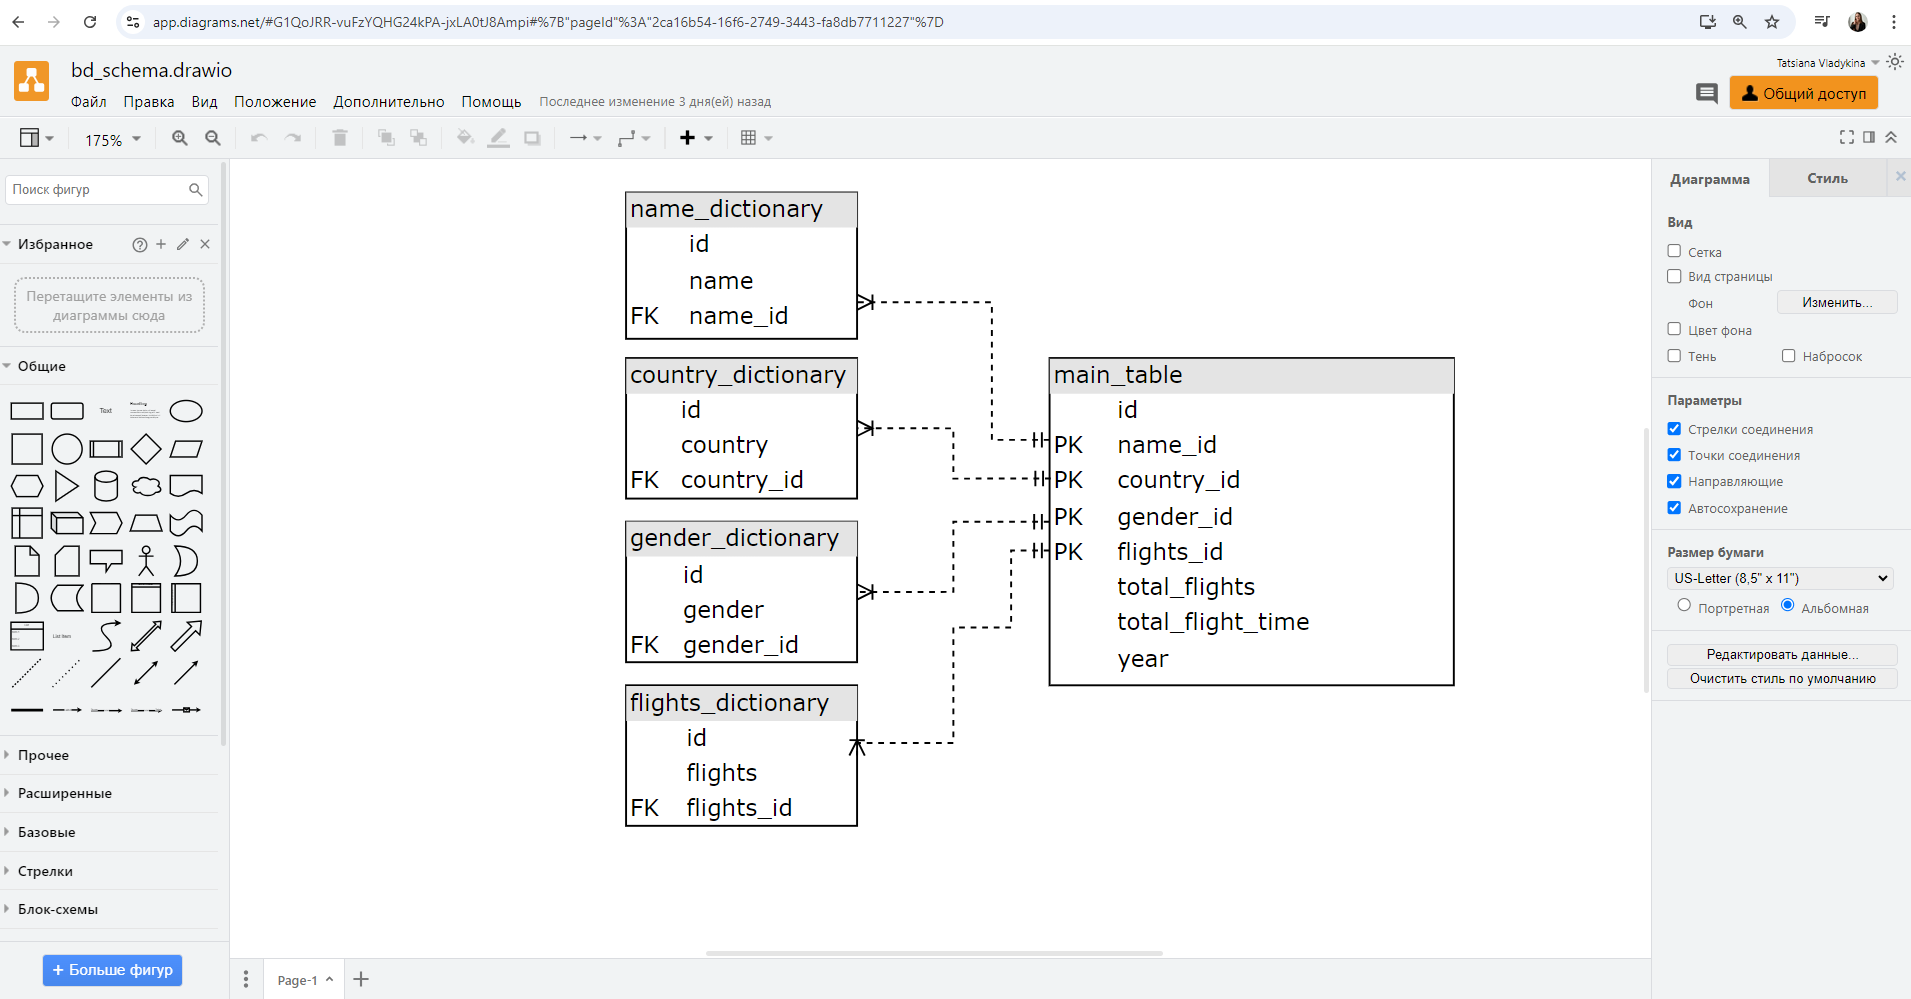 app.diagrams.net/#G1QoJRR-vuFzYQHG24kPA-jxLA0tJ8Ampi#%7B"pageId"%3A"2ca16b54-16f6-2749-3443-fa8db7711227"%7D
bd_schema.drawio
Tatsiana Vladykina
Файл Правка Вид Положение Дополнительно Помощь Последнее изменение 3 дня(ей) назад
Общий доступ
175%
Поиск фигур
Избранное
Перетащите элементы из
диаграммы сюда
Общие
Text
Heading
List Item
Прочее
Расширенные
Базовые
Стрелки
Блок-схемы
+ Больше фигур
name_dictionary
id
name
FK name_id
country_dictionary
id
country
FK country_id
gender_dictionary
id
gender
FK gender_id
flights_dictionary
id
flights
FK flights_id
main_table
id
PK name_id
PK country_id
PK gender_id
PK flights_id
total_flights
total_flight_time
year
Page-1
Диаграмма Стиль
Вид
Сетка
Вид страницы
Фон Изменить...
Цвет фона
Тень Набросок
Параметры
Стрелки соединения
Точки соединения
Направляющие
Автосохранение
Размер бумаги
US-Letter (8,5" x 11")
Портретная Альбомная
Редактировать данные...
Очистить стиль по умолчанию